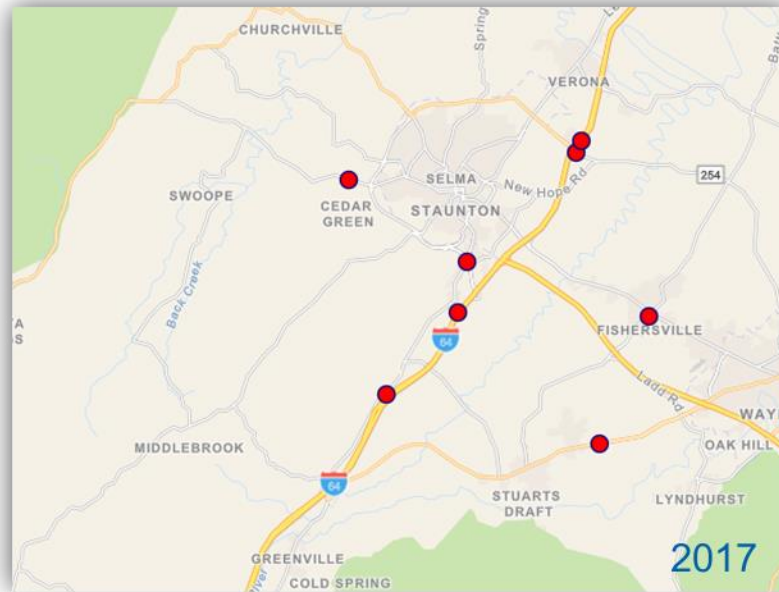 CHURCHVILLE
Spring
VERONA
254
SWOOPE
SELMA
New Hope Rd
CEDAR
GREEN
STAUNTON
Back Creek
FISHERSVILLE
64
Ladd Rd
MIDDLEBROOK
OAK HILL
64
STUARTS
DRAFT
LYNDHURST
GREENVILLE
COLD SPRING
2017